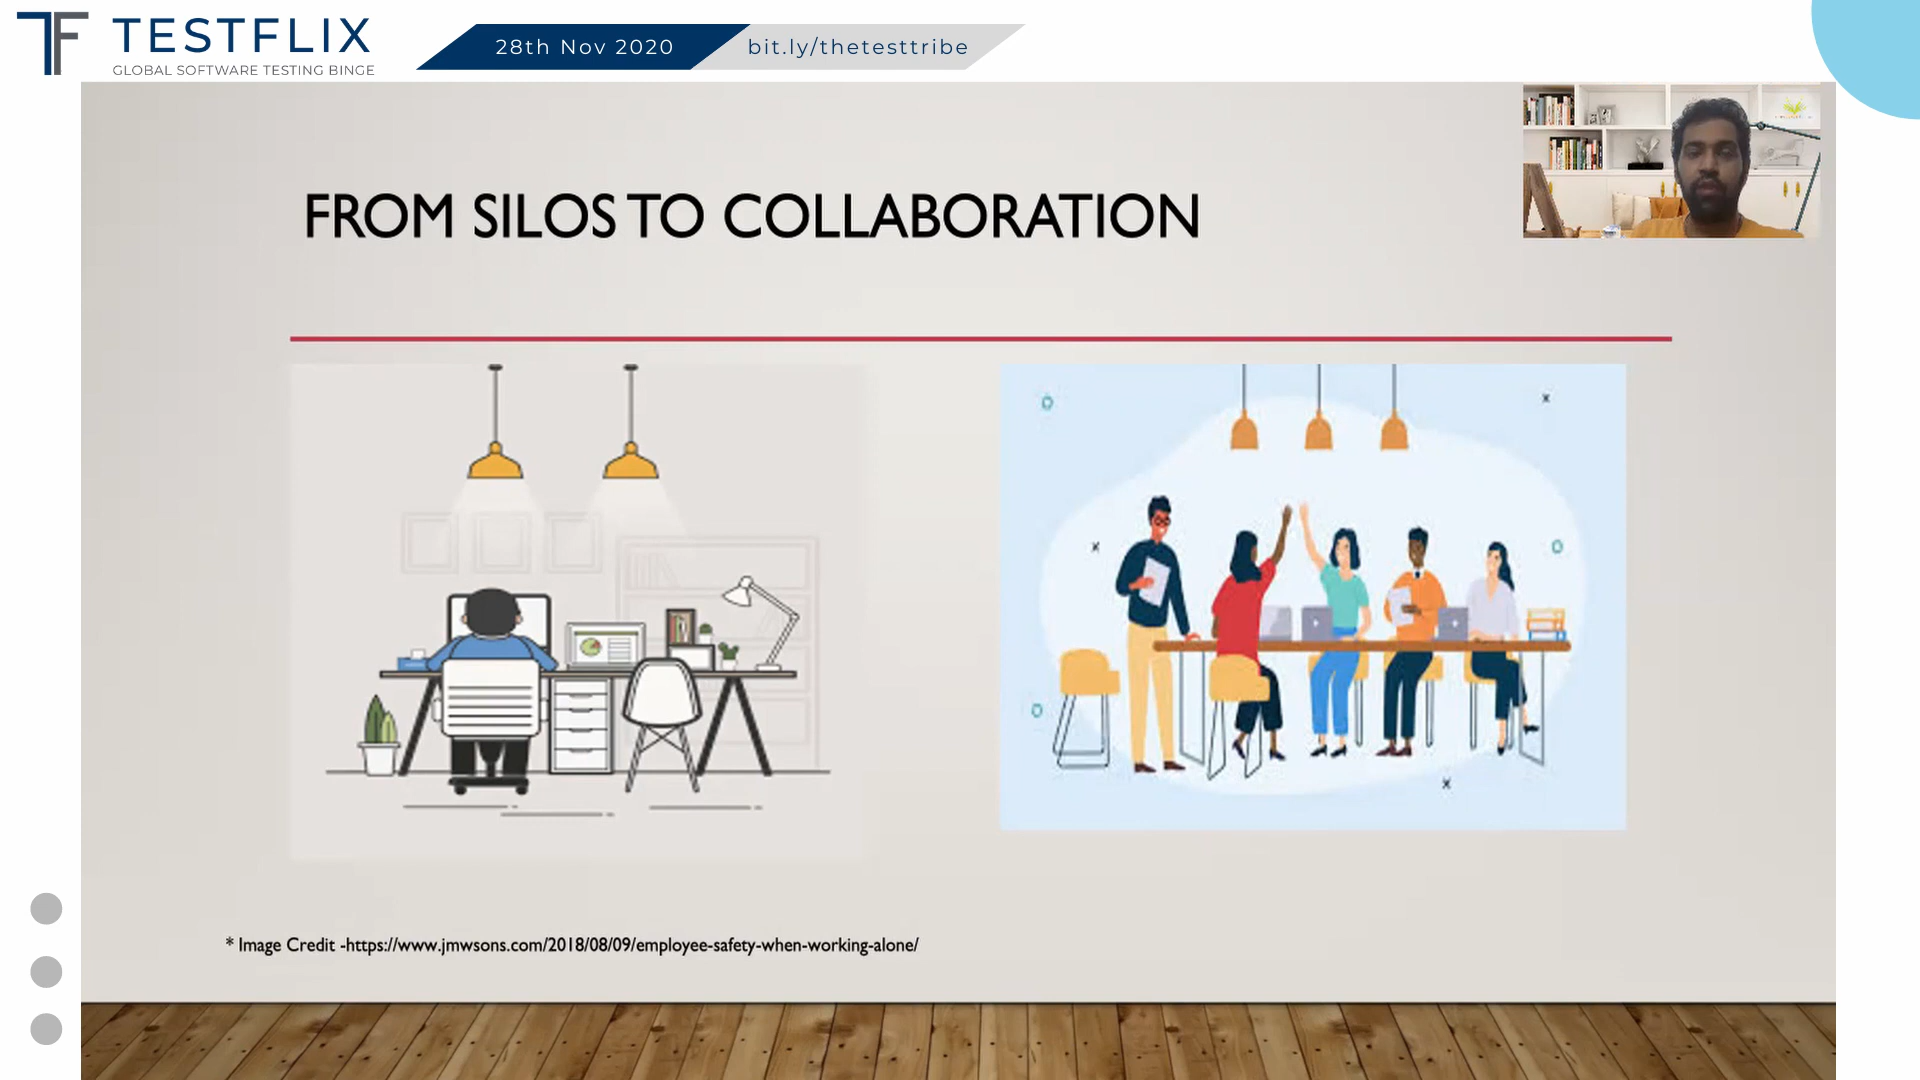 TF TESTFLIX
GLOBAL SOFTWARE TESTING BINGE
28th Nov 2020
bit.ly/thetesttribe
FROM SILOS TO COLLABORATION
* Image Credit -https://www.jmwsons.com/2018/08/09/employee-safety-when-working-alone/